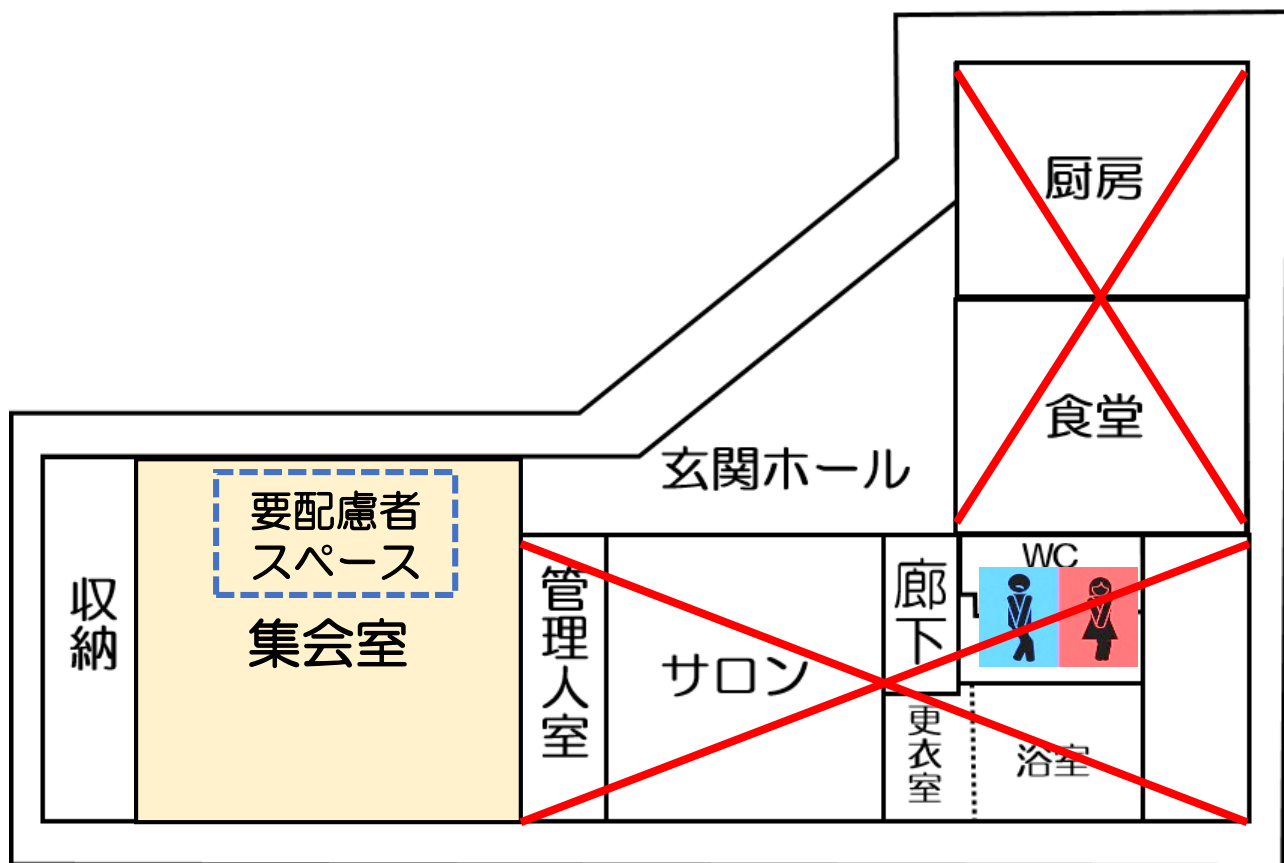 厨房
食堂
玄関ホール
要配慮者
スペース
集会室
収納
管理人室
サロン
廊下
WC
更衣室
浴室